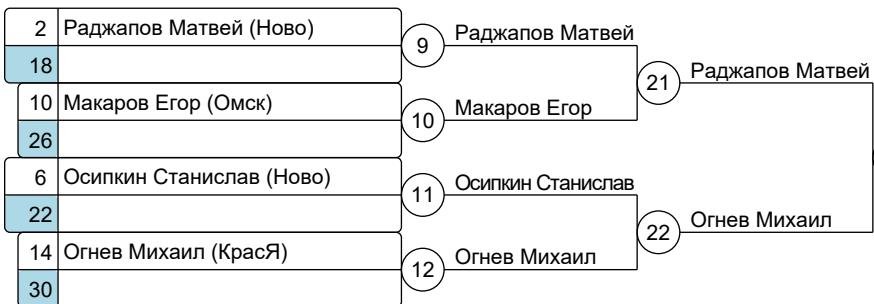 2 Раджапов Матвей (Ново)
18
10 Макаров Егор (Омск)
26
6 Осипкин Станислав (Ново)
22
14 Огнев Михаил (КрасЯ)
30
9 Раджапов Матвей
10 Макаров Егор
11 Осипкин Станислав
12 Огнев Михаил
21 Раджапов Матвей
22 Огнев Михаил